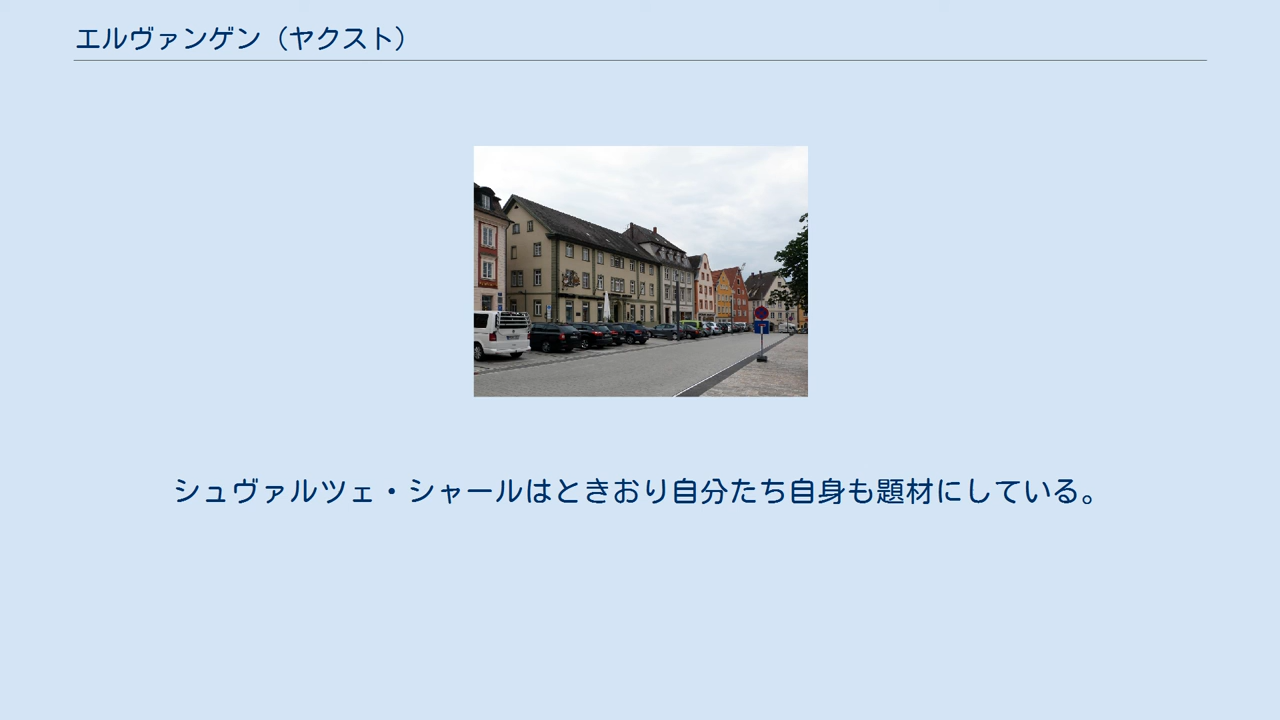 エルヴァンゲン（ヤクスト）
シュヴァルツェ・シャールはときおり自分たち自身も題材にしている。